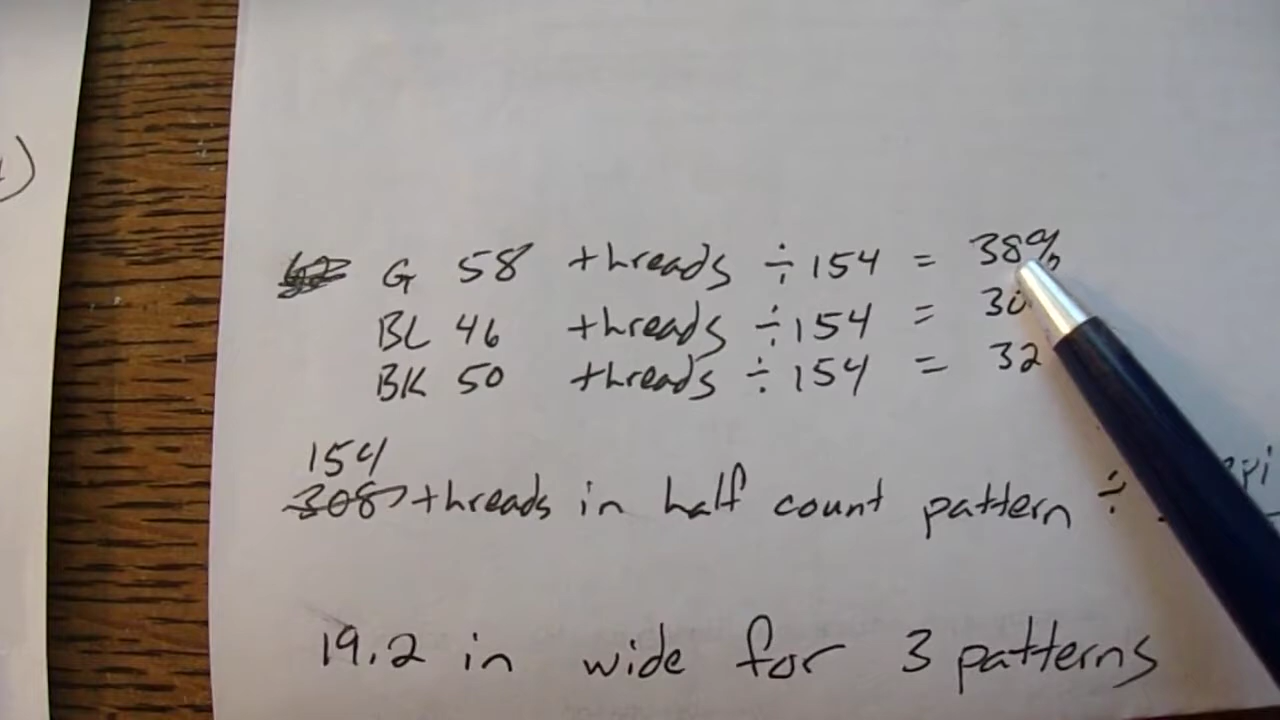 G 58 threads ÷ 154 = 38%
BL 46 threads ÷ 154 = 30
BK 50 threads ÷ 154 = 32
154
308 threads in half count pattern ÷
19.2 in wide for 3 patterns